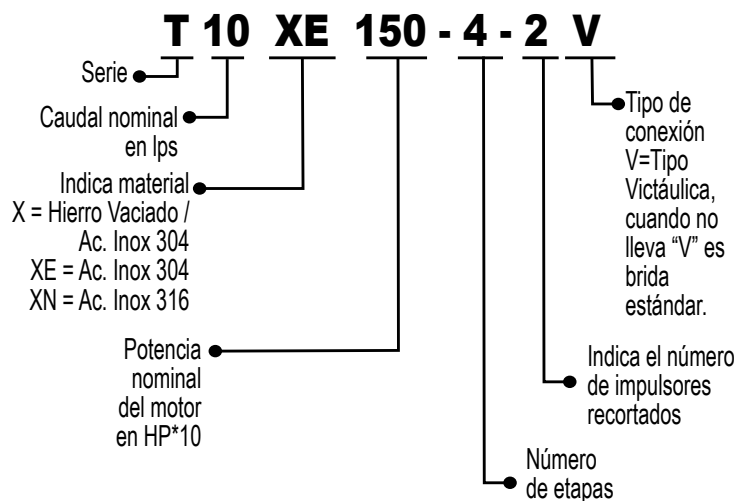 T 10 XE 150 - 4 - 2 V
Serie
Caudal nominal
en lps
Indica material
X = Hierro Vaciado /
Ac. Inox 304
XE = Ac. Inox 304
XN = Ac. Inox 316
Potencia
nominal
del motor
en HP*10
Tipo de
conexión
V=Tipo
Victáulica,
cuando no
lleva “V” es
brida
estándar.
Indica el número
de impulsores
recortados
Número
de etapas